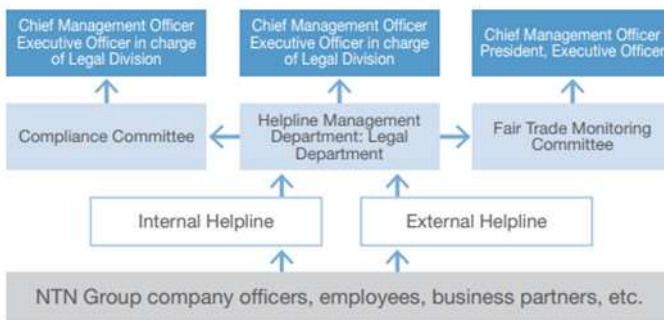 Chief Management Officer
Executive Officer in charge
of Legal Division
Chief Management Officer
Executive Officer in charge
of Legal Division
Chief Management Officer
President, Executive Officer
Compliance Committee
Helpline Management
Department: Legal
Department
Fair Trade Monitoring
Committee
Internal Helpline
External Helpline
NTN Group company officers, employees, business partners, etc.